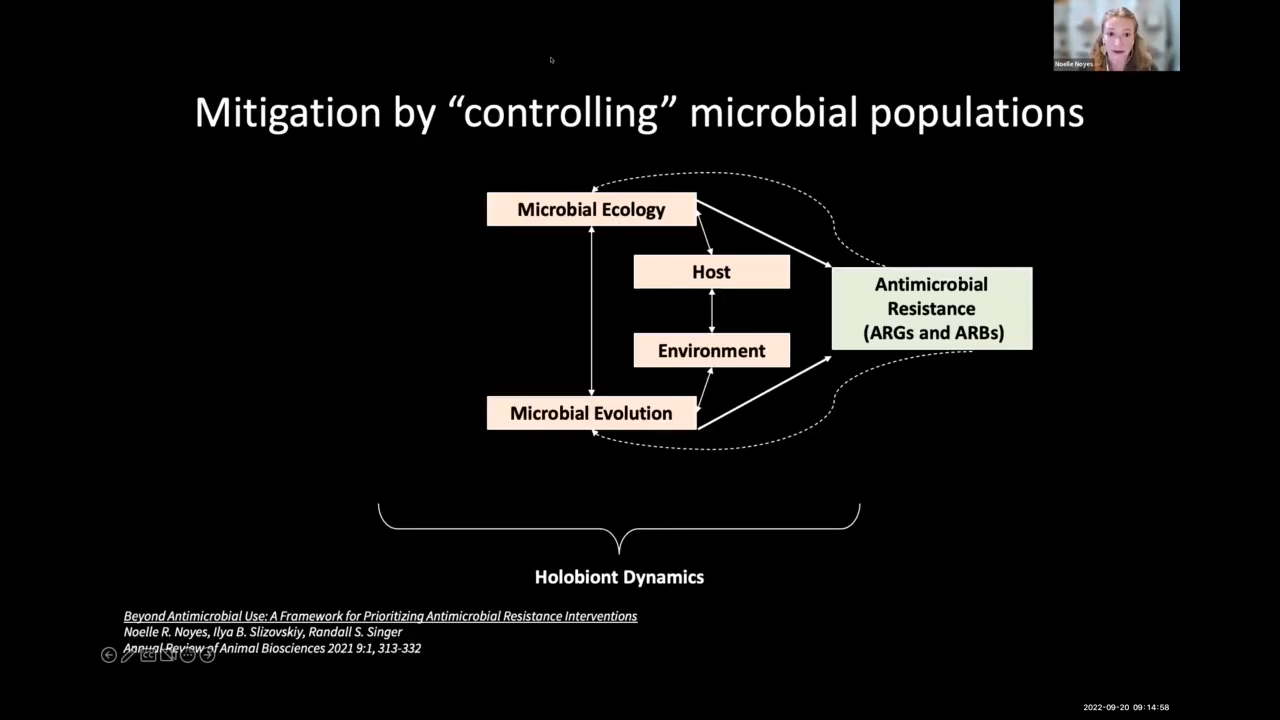 Noelle Noyes
Mitigation by “controlling” microbial populations
Microbial Ecology
Host
Environment
Microbial Evolution
Antimicrobial
Resistance
(ARGs and ARBs)
Holobiont Dynamics
Beyond Antimicrobial Use: A Framework for Prioritizing Antimicrobial Resistance Interventions
Noelle R. Noyes, Ilya B. Slizovskiy, Randall S. Singer
Annual Review of Animal Biosciences 2021 9:1, 313-332
CC
2022-09-20 09:14:58